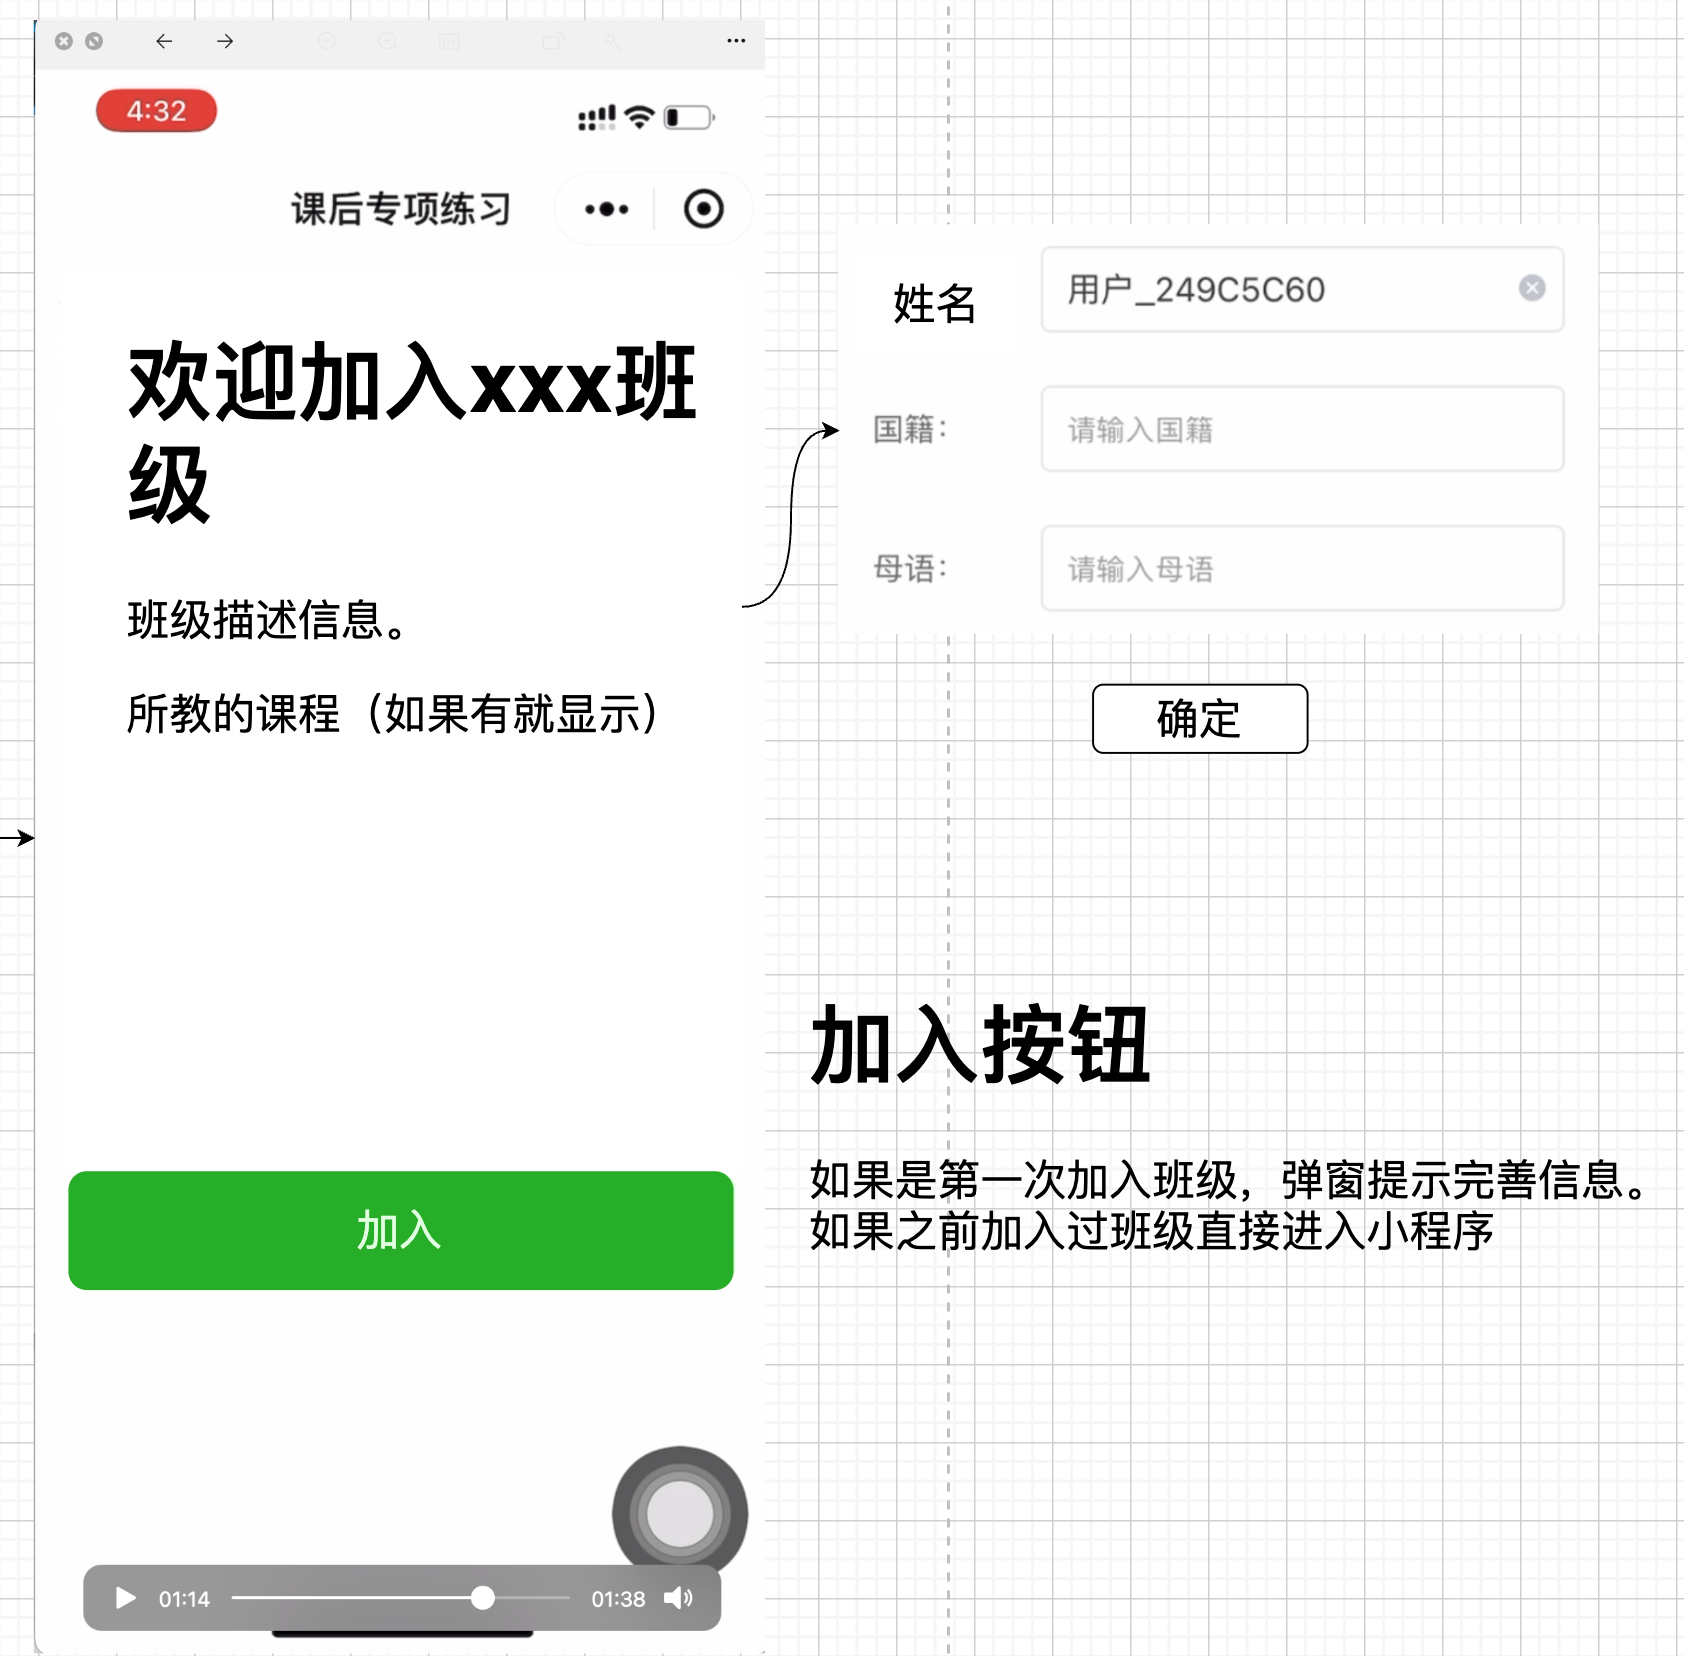 4:32
课后专项练习
欢迎加入xxx班
级
班级描述信息。
所教的课程（如果有就显示）
加入
01:14
01:38
姓名
用户_249C5C60
国籍：
请输入国籍
母语：
请输入母语
确定
加入按钮
如果是第一次加入班级，弹窗提示完善信息。
如果之前加入过班级直接进入小程序